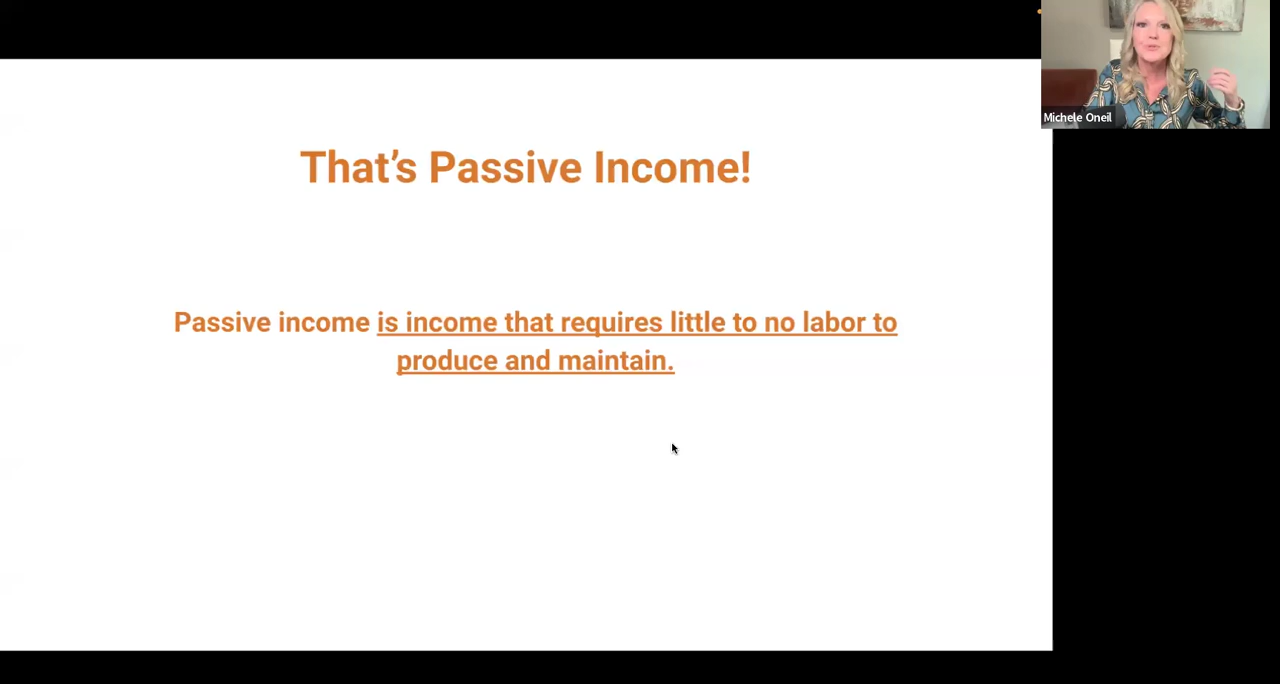 Michele Oneil
That’s Passive Income!
Passive income is income that requires little to no labor to
produce and maintain.